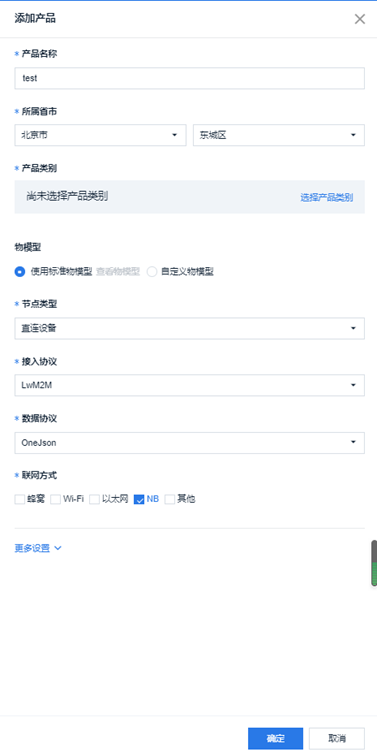 添加产品
* 产品名称
test
* 所属省市
北京市 东城区
* 产品类别
尚未选择产品类别 选择产品类别
物模型
使用标准物模型 查看物模型 自定义物模型
* 节点类型
直连设备
* 接入协议
LwM2M
* 数据协议
OneJson
* 联网方式
蜂窝 Wi-Fi 以太网 NB 其他
更多设置
确定 取消